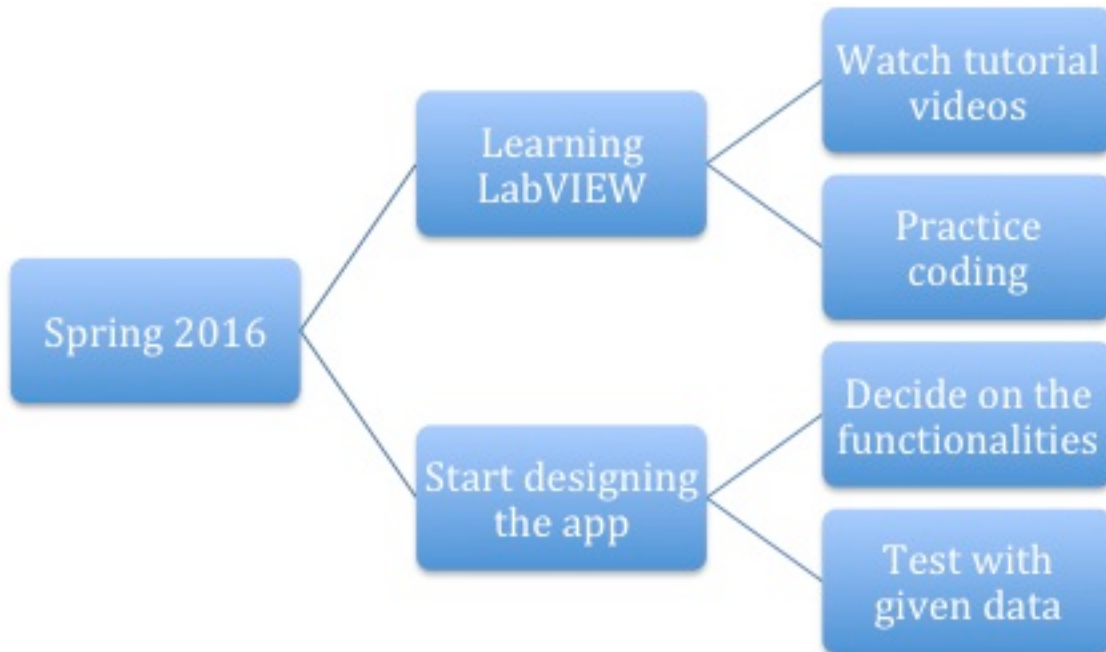 Spring 2016
Learning
LabVIEW
Watch tutorial
videos
Practice
coding
Start designing
the app
Decide on the
functionalities
Test with
given data